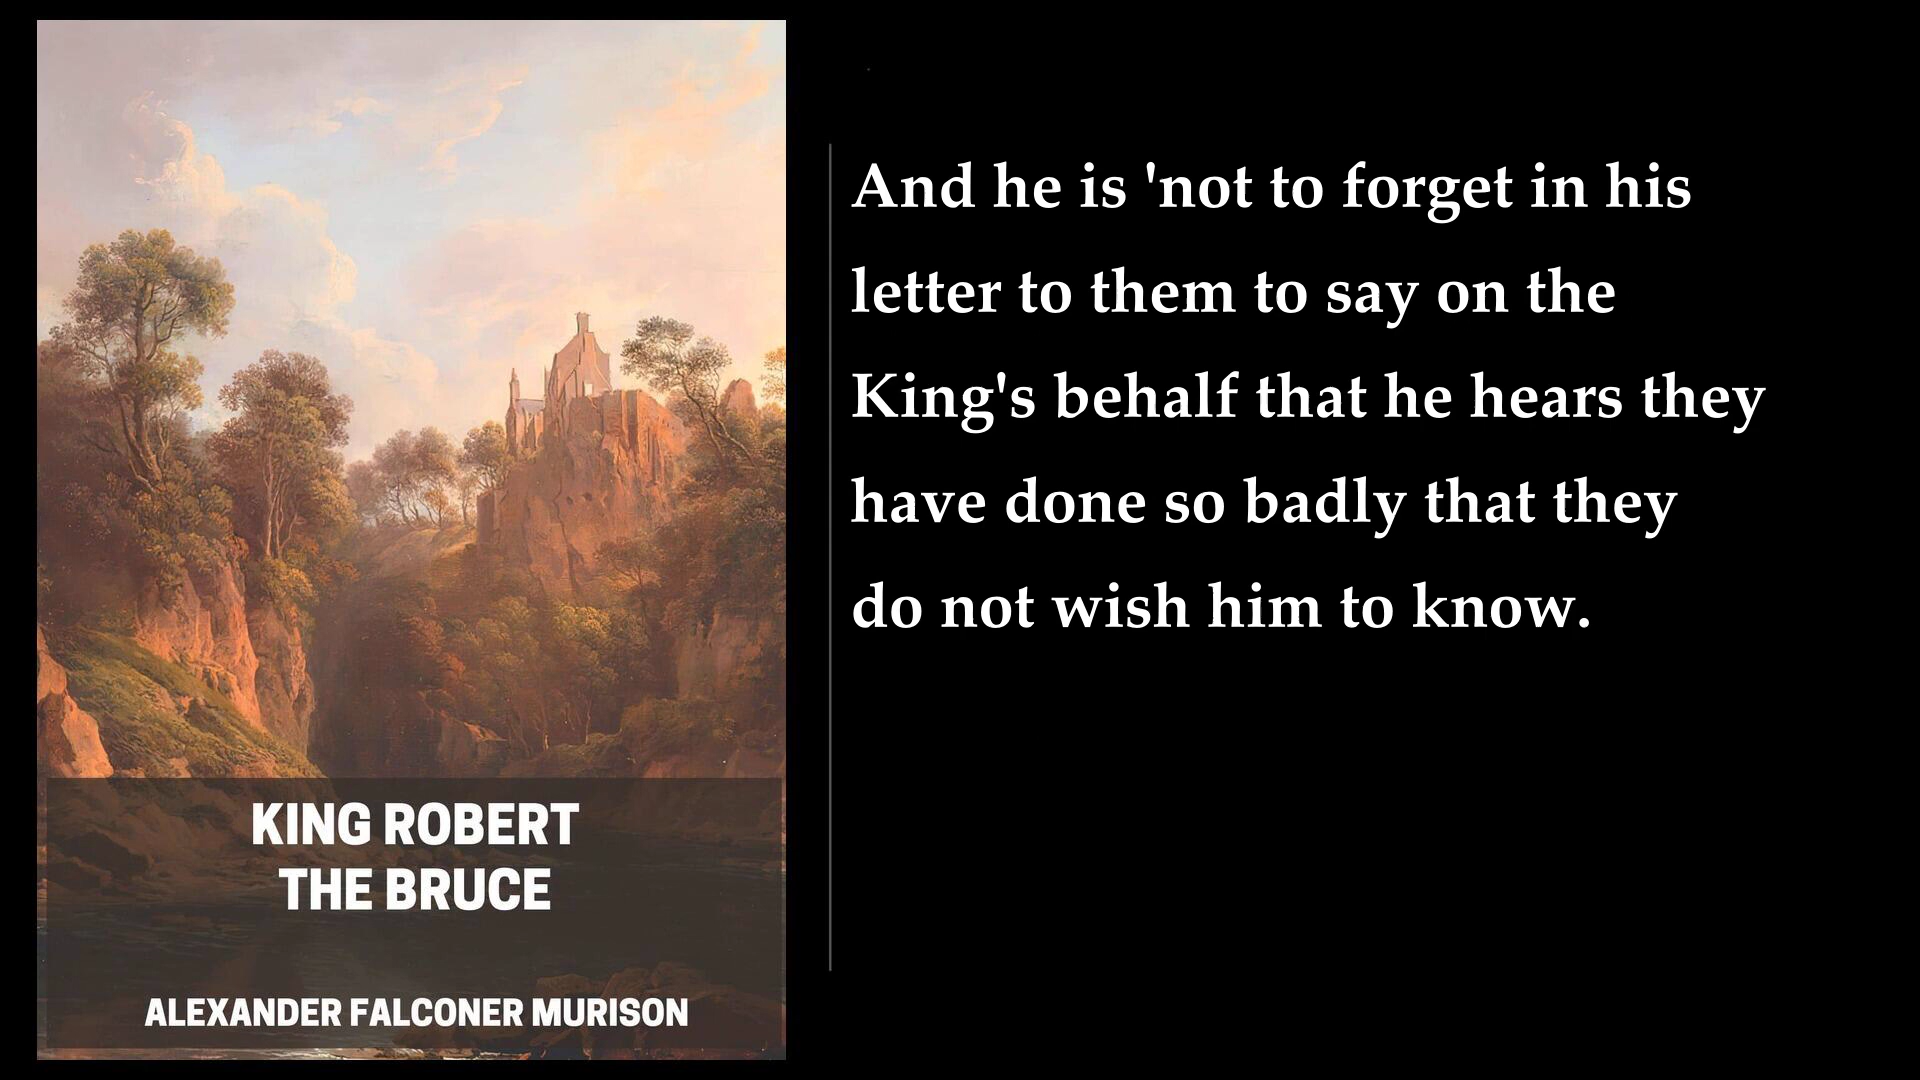 KING ROBERT
THE BRUCE
ALEXANDER FALCONER MURISON
And he is 'not to forget in his
letter to them to say on the
King's behalf that he hears they
have done so badly that they
do not wish him to know.